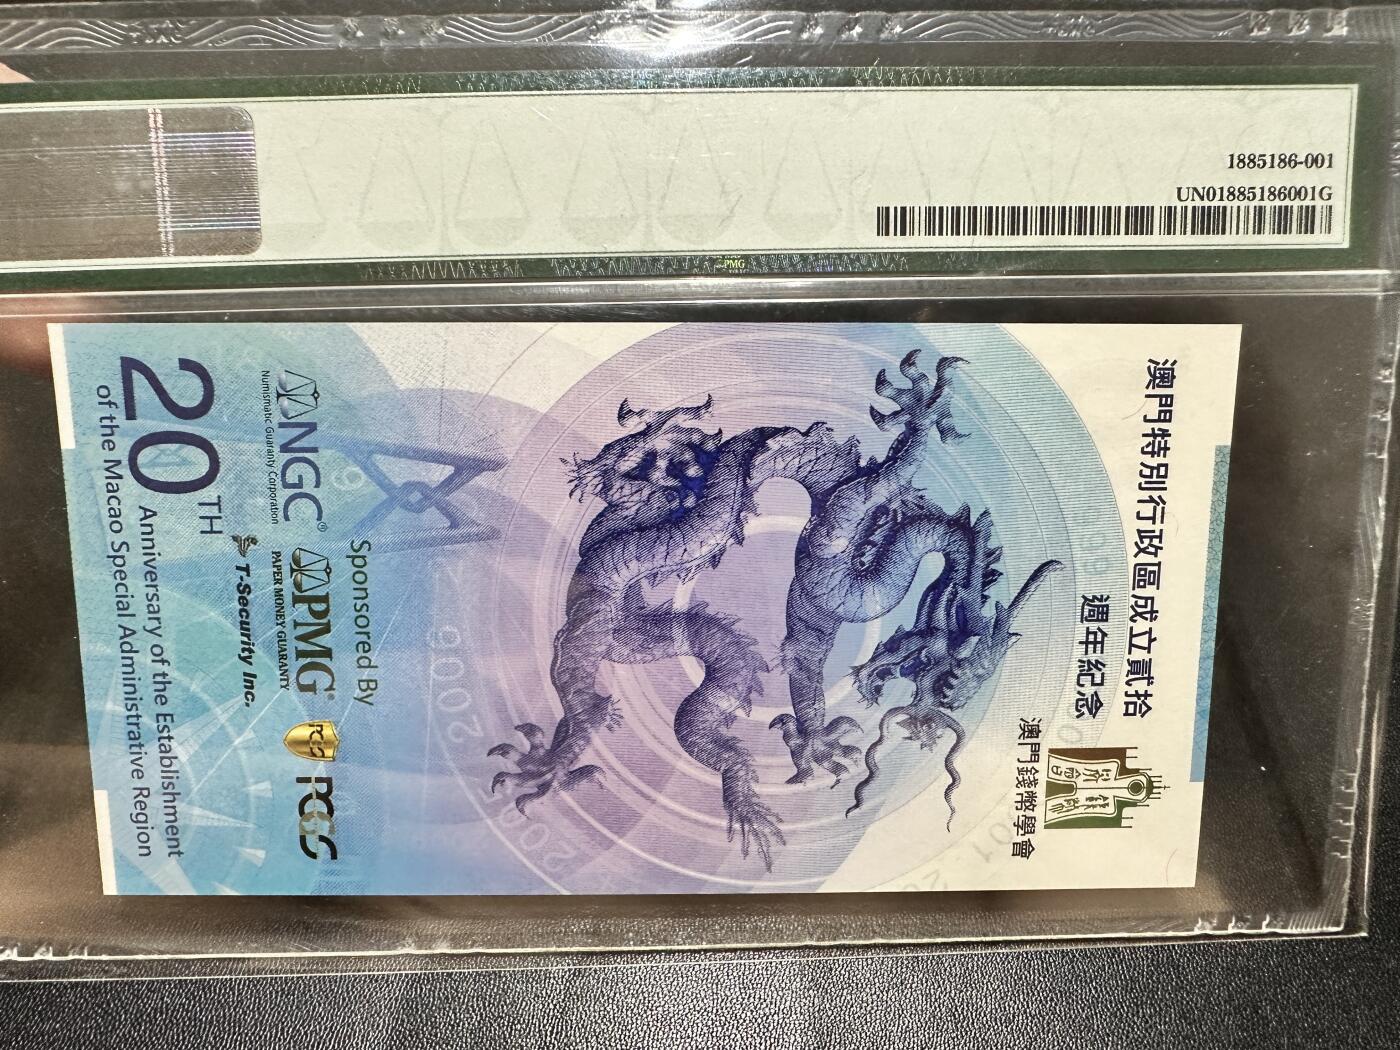 1885186-001
UN01885186001G
PMG
澳門特別行政區成立貳拾
週年紀念
澳門錢幣學會
Sponsored By
NGC®
Numismatic Guaranty Corporation
PMG®
PAPER MONEY GUARANTY
PCGC
T-Security Inc.
20TH Anniversary of the Establishment
of the Macao Special Administrative Region